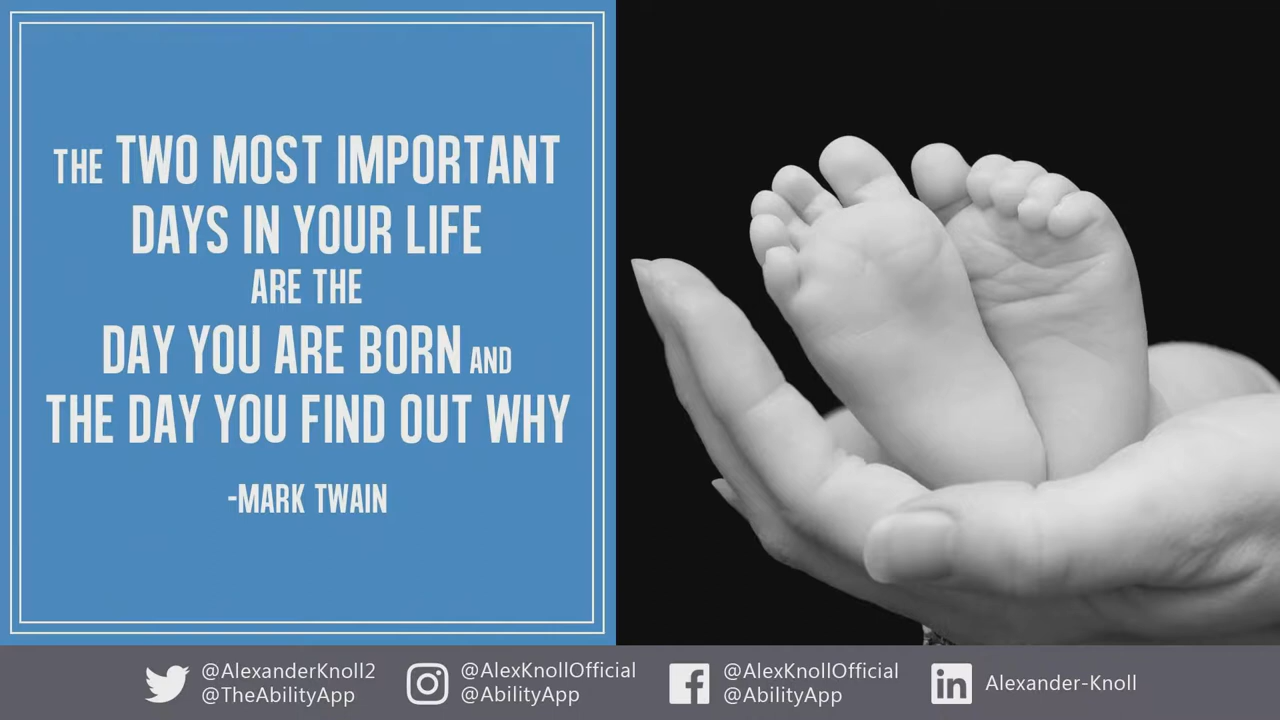 THE TWO MOST IMPORTANT
DAYS IN YOUR LIFE
ARE THE
DAY YOU ARE BORN AND
THE DAY YOU FIND OUT WHY
-MARK TWAIN
@AlexanderKnoll2
@TheAbilityApp
@AlexKnollOfficial
@AbilityApp
@AlexKnollOfficial
@AbilityApp
Alexander-Knoll